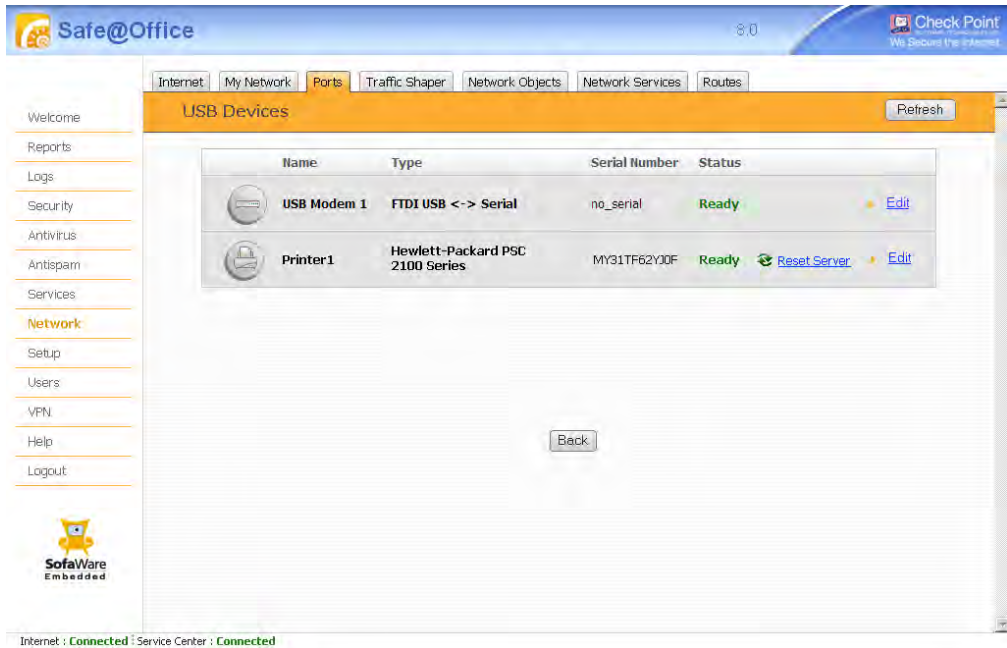 Safe@Office
8.0
Check Point
We Secure the Internet
Internet My Network Ports Traffic Shaper Network Objects Network Services Routes
USB Devices
Refresh
Welcome
Reports
Logs
Security
Antivirus
Antispam
Services
Network
Setup
Users
VPN
Help
Logout
Name Type Serial Number Status
USB Modem 1 FTDI USB <-> Serial no_serial Ready Edit
Printer1 Hewlett-Packard PSC
2100 Series MY31TF62YJ0F Ready Reset Server Edit
Back
SofaWare
Embedded
Internet : Connected Service Center : Connected